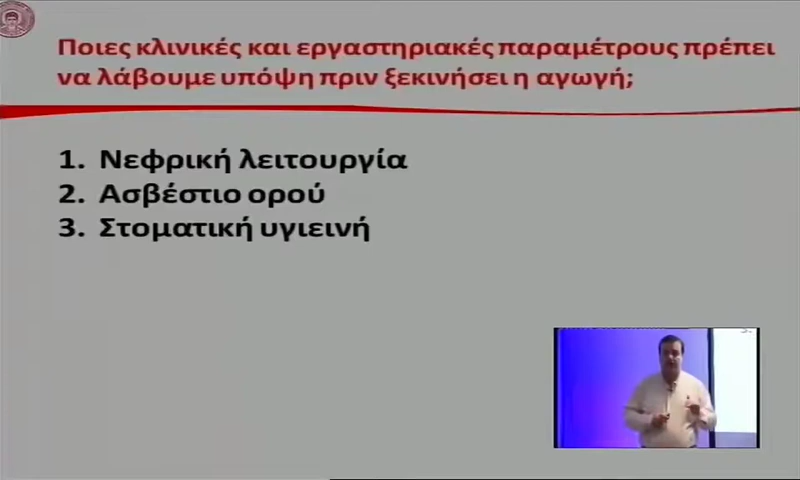 Ποιες κλινικές και εργαστηριακές παραμέτρους πρέπει
να λάβουμε υπόψη πριν ξεκινήσει η αγωγή;
1. Νεφρική λειτουργία
2. Ασβέστιο ορού
3. Στοματική υγιεινή